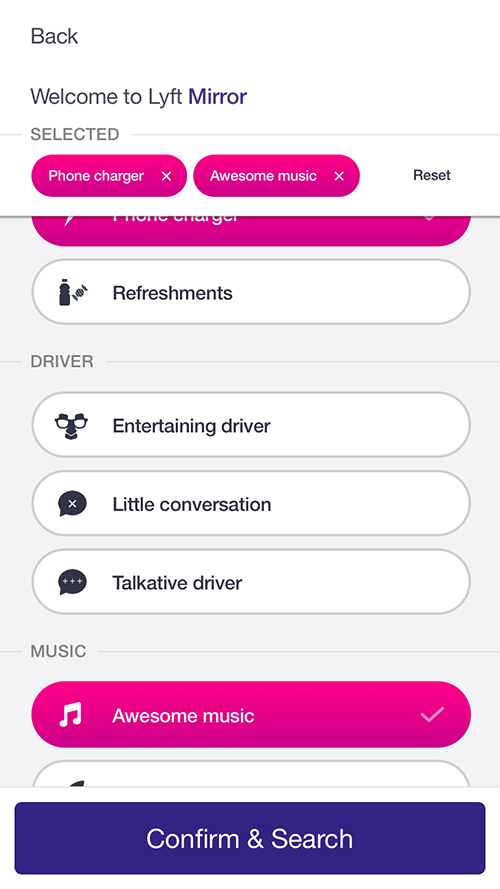 Back
Welcome to Lyft Mirror
SELECTED
Phone charger × Awesome music × Reset
Phone charger
Refreshments
DRIVER
Entertaining driver
Little conversation
Talkative driver
MUSIC
Awesome music
Confirm & Search